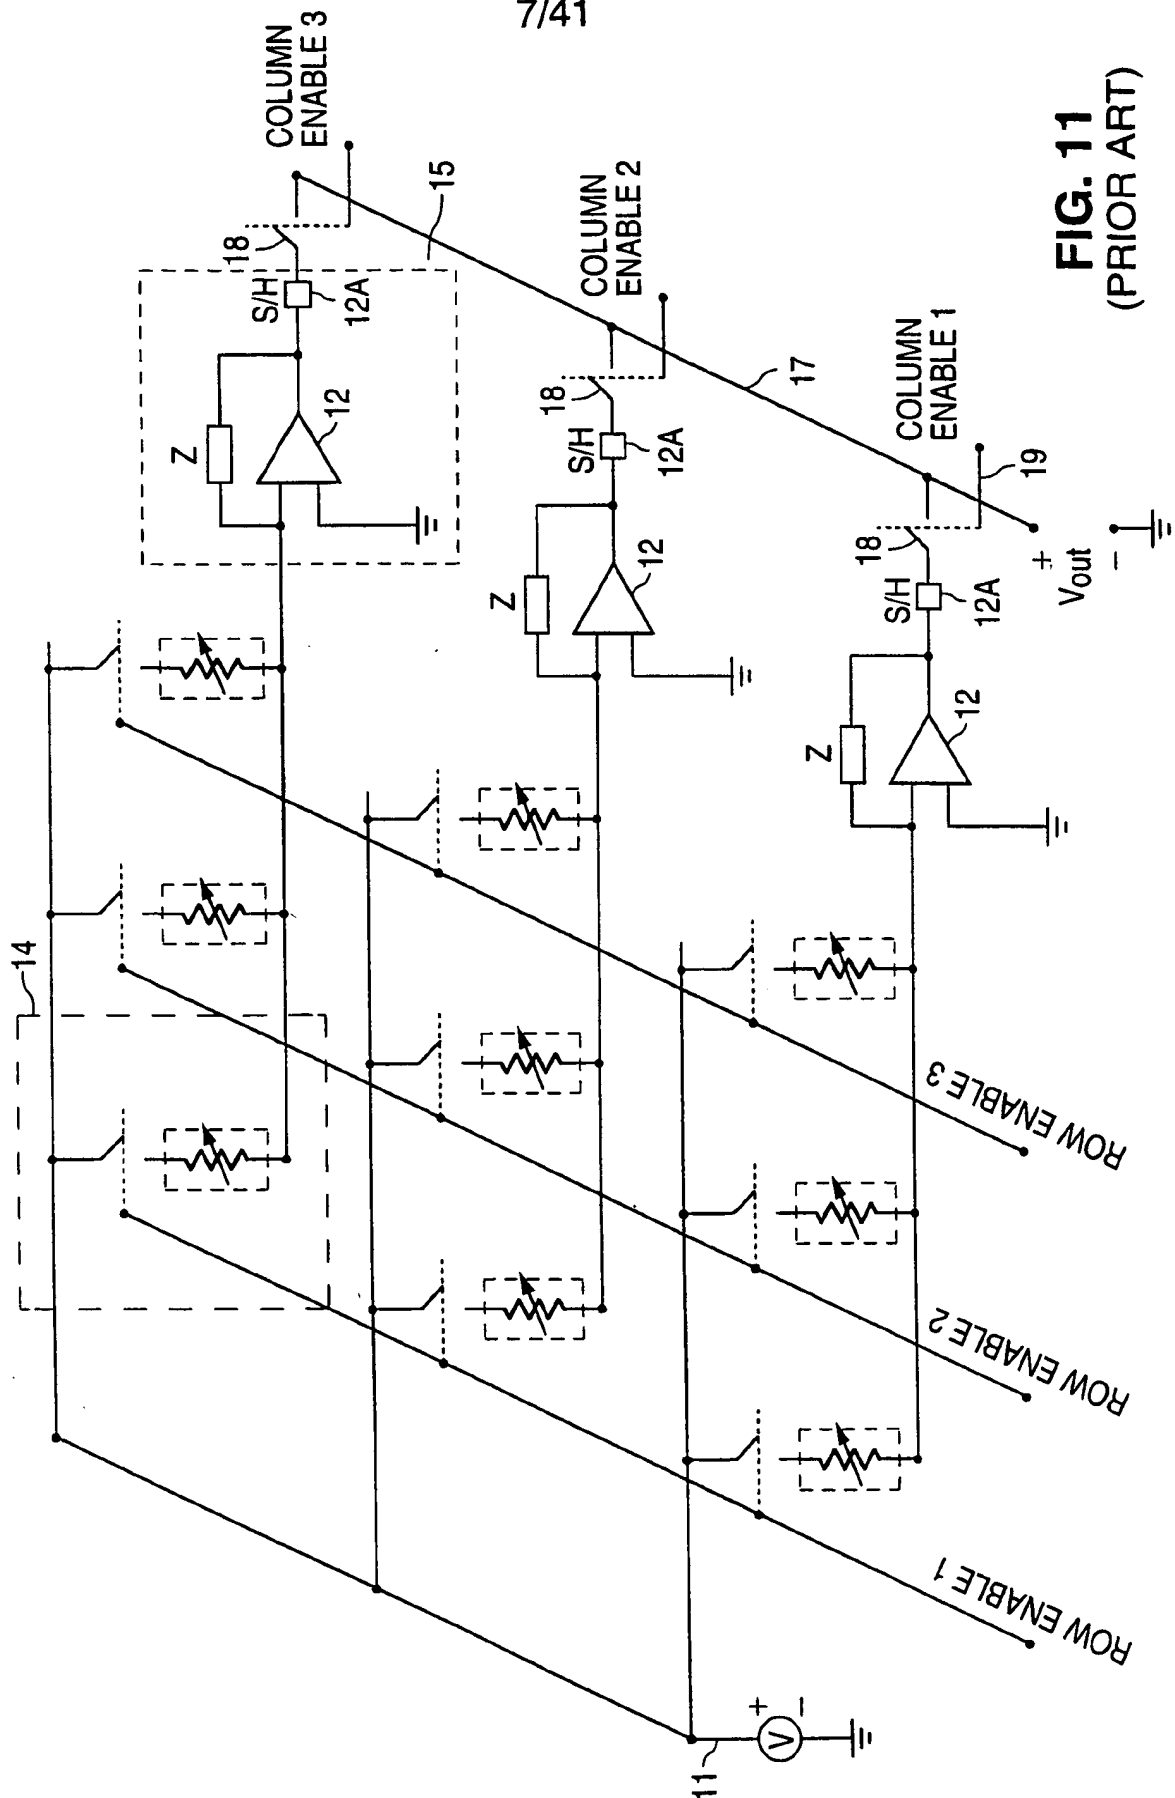 7/41
COLUMN
ENABLE 3
18
S/H
12A
15
Z
12
COLUMN
ENABLE 2
18
S/H
12A
17
Z
12
COLUMN
ENABLE 1
18
S/H
12A
19
Z
12
+
Vout
−
14
ROW ENABLE 3
ROW ENABLE 2
ROW ENABLE 1
11
V
+
−
FIG. 11
(PRIOR ART)